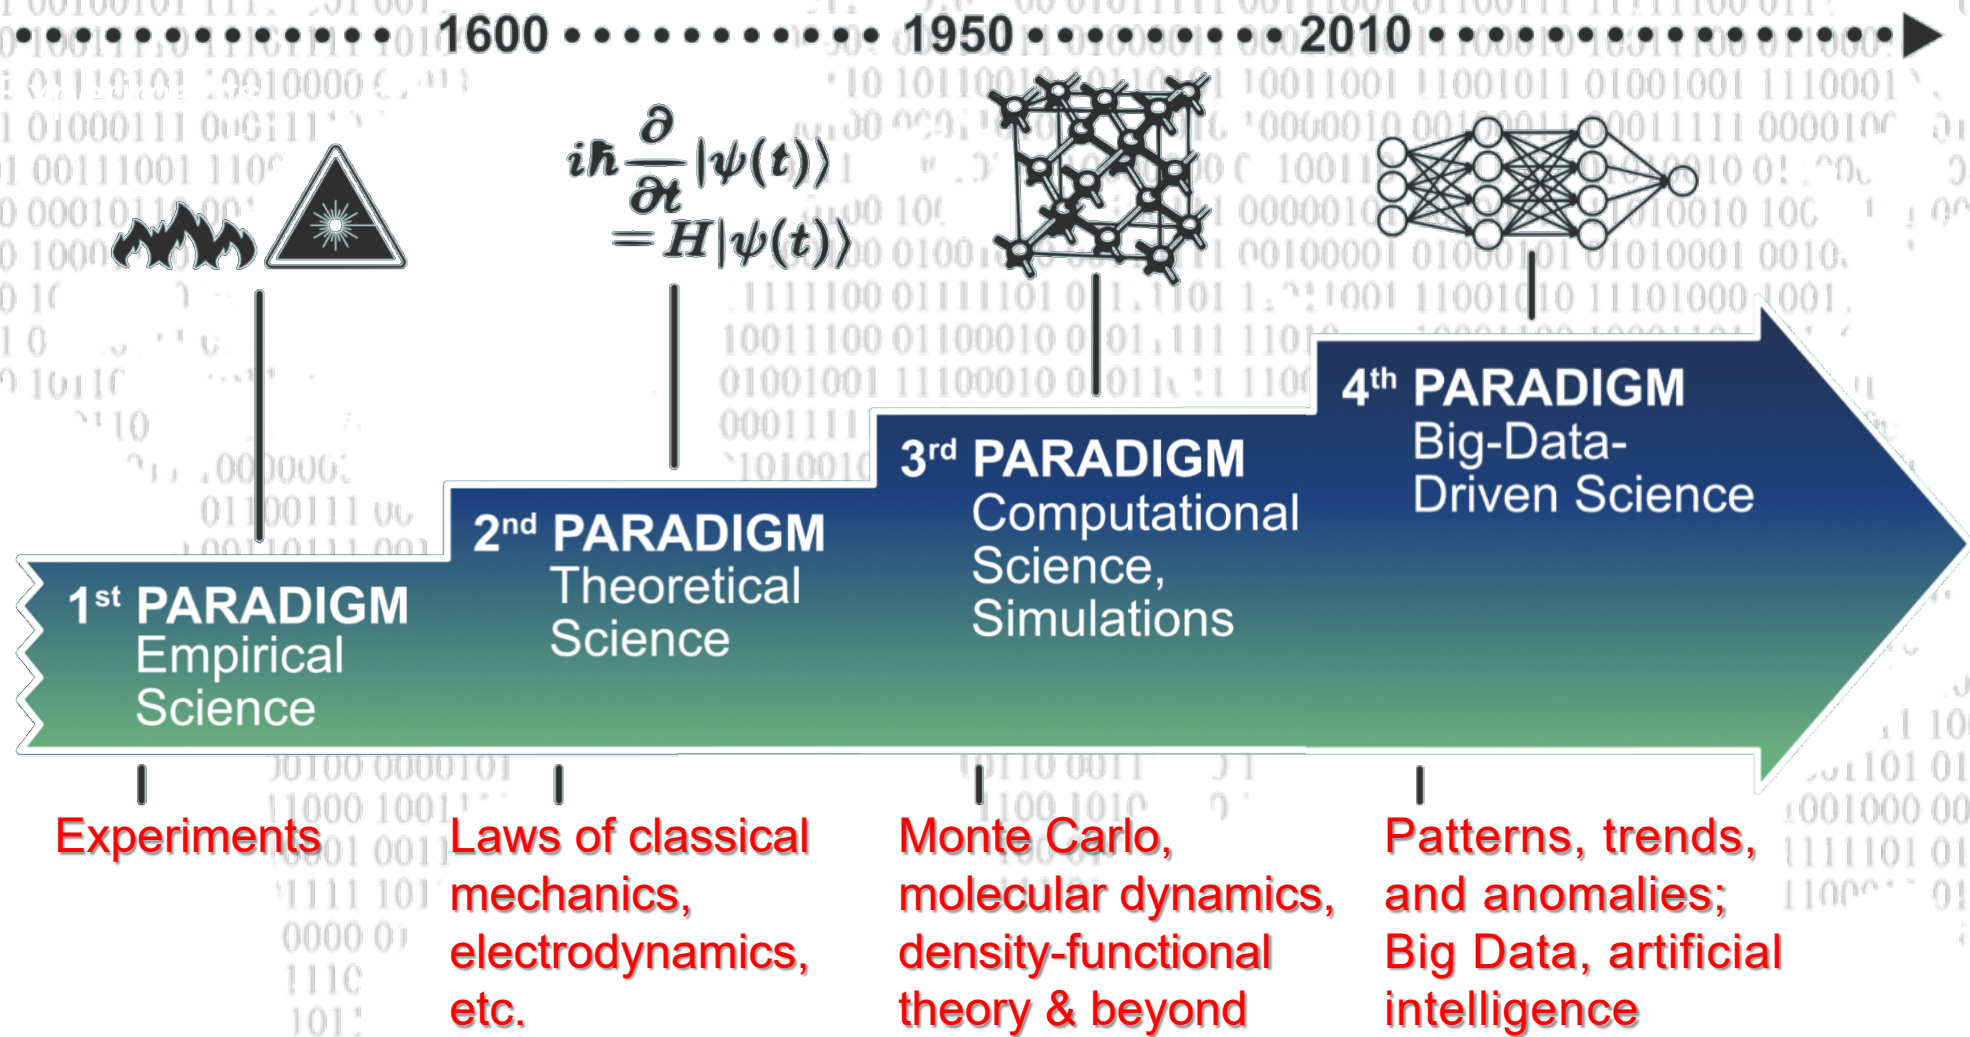 1600 1950 2010
iħ ∂/∂t |ψ(t)⟩
= H|ψ(t)⟩
1st PARADIGM
Empirical
Science
2nd PARADIGM
Theoretical
Science
3rd PARADIGM
Computational
Science,
Simulations
4th PARADIGM
Big-Data-
Driven Science
Experiments
Laws of classical
mechanics,
electrodynamics,
etc.
Monte Carlo,
molecular dynamics,
density-functional
theory & beyond
Patterns, trends,
and anomalies;
Big Data, artificial
intelligence